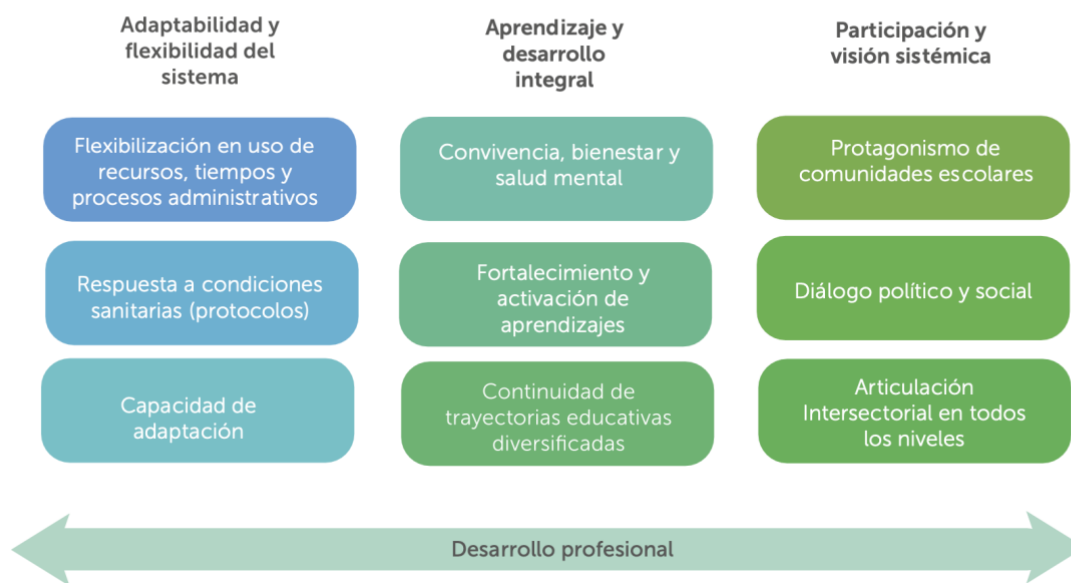 Adaptabilidad y
flexibilidad del
sistema
Flexibilización en uso de
recursos, tiempos y
procesos administrativos
Respuesta a condiciones
sanitarias (protocolos)
Capacidad de
adaptación
Aprendizaje y
desarrollo
integral
Convivencia, bienestar y
salud mental
Fortalecimiento y
activación de
aprendizajes
Continuidad de
trayectorias educativas
diversificadas
Participación y
visión sistémica
Protagonismo de
comunidades escolares
Diálogo político y social
Articulación
Intersectorial en todos
los niveles
Desarrollo profesional